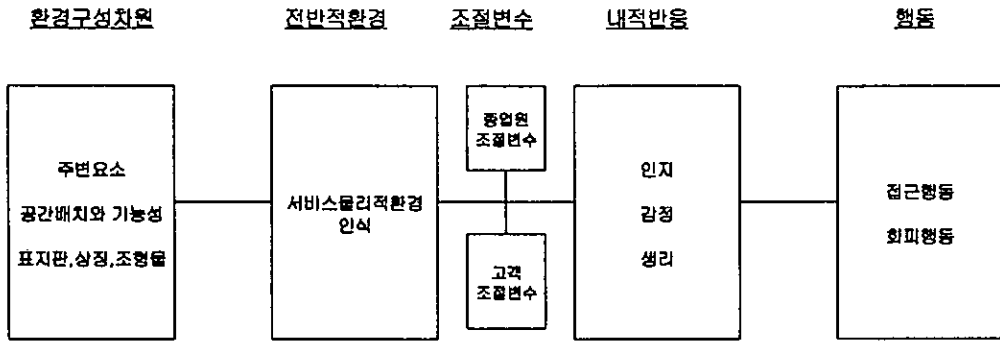 환경구성차원
전반적환경
조절변수
내적반응
행동
주변요소
공간배치와 기능성
표지판,상징,조형물
서비스물리적환경
인식
종업원
조절변수
고객
조절변수
인지
감정
생리
접근행동
회피행동